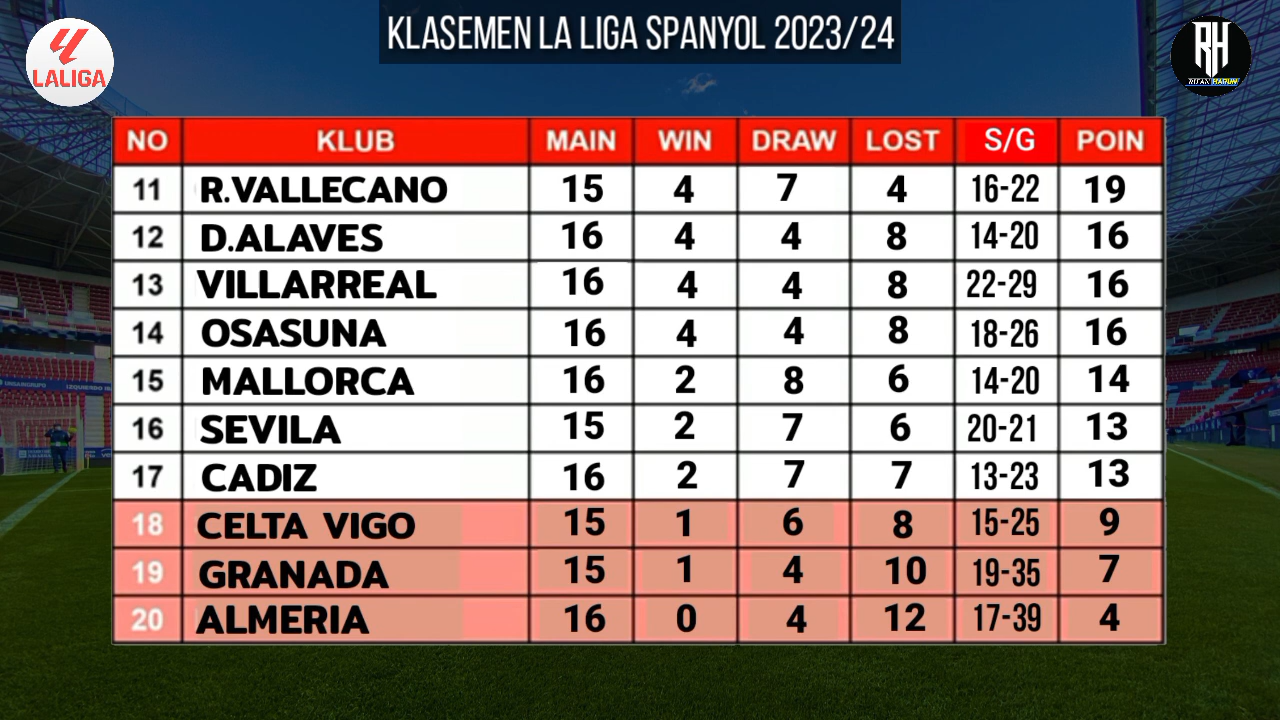 KLASEMEN LA LIGA SPANYOL 2023/24
LALIGA
RH
NO KLUB MAIN WIN DRAW LOST S/G POIN
11 R.VALLECANO 15 4 7 4 16-22 19
12 D.ALAVES 16 4 4 8 14-20 16
13 VILLARREAL 16 4 4 8 22-29 16
14 OSASUNA 16 4 4 8 18-26 16
15 MALLORCA 16 2 8 6 14-20 14
16 SEVILA 15 2 7 6 20-21 13
17 CADIZ 16 2 7 7 13-23 13
18 CELTA VIGO 15 1 6 8 15-25 9
19 GRANADA 15 1 4 10 19-35 7
20 ALMERIA 16 0 4 12 17-39 4